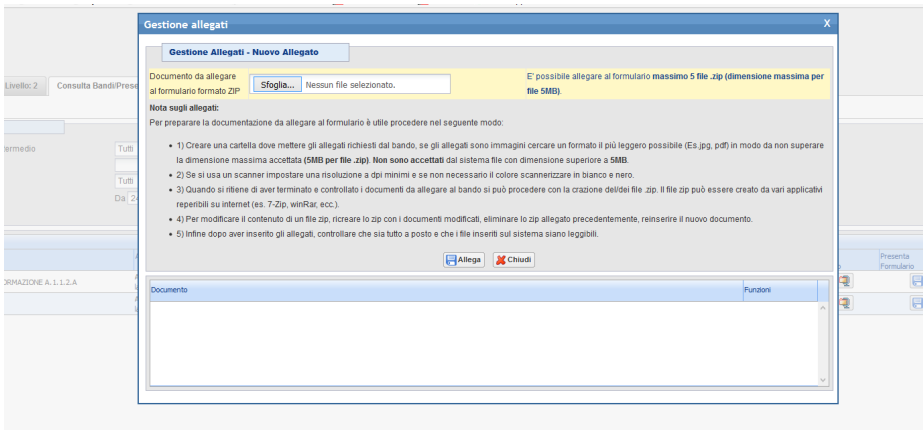 Gestione allegati
X
Gestione Allegati - Nuovo Allegato
Documento da allegare
al formulario formato ZIP
Sfoglia... Nessun file selezionato.
E' possibile allegare al formulario massimo 5 file .zip (dimensione massima per
file 5MB).
Nota sugli allegati:
Per preparare la documentazione da allegare al formulario è utile procedere nel seguente modo:
• 1) Creare una cartella dove mettere gli allegati richiesti dal bando, se gli allegati sono immagini cercare un formato il più leggero possibile (Es.jpg, pdf) in modo da non superare
la dimensione massima accettata (5MB per file .zip). Non sono accettati dal sistema file con dimensione superiore a 5MB.
• 2) Se si usa un scanner impostare una risoluzione a dpi minimi e se non necessario il colore scannerizzare in bianco e nero.
• 3) Quando si ritiene di aver terminato e controllato i documenti da allegare al bando si può procedere con la crazione del/dei file .zip. Il file zip può essere creato da vari applicativi
reperibili su internet (es. 7-Zip, winRar, ecc.).
• 4) Per modificare il contenuto di un file zip, ricreare lo zip con i documenti modificati, eliminare lo zip allegato precedentemente, reinserire il nuovo documento.
• 5) Infine dopo aver inserito gli allegati, controllare che sia tutto a posto e che i file inseriti sul sistema siano leggibili.
Allega Chiudi
Documento Funzioni
Livello: 2 Consulta Bandi/Prese
termedio Tutti
Tutti
Da 24
Presenta
Formulario
ORMAZIONE A.1.1.2.A